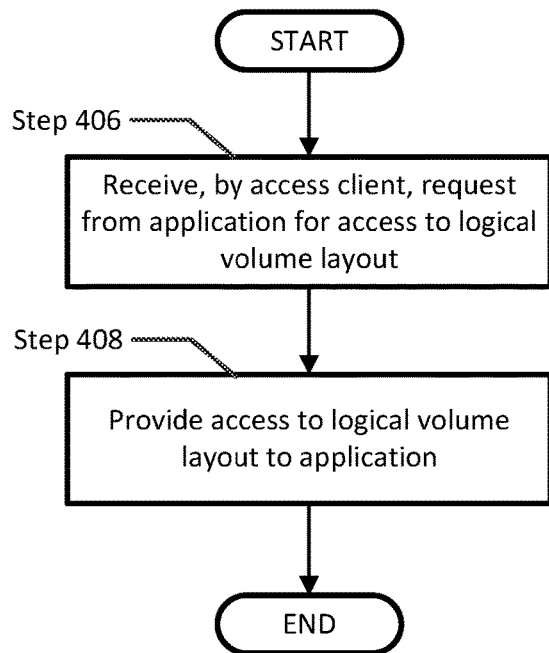 START
Step 406
Receive, by access client, request
from application for access to logical
volume layout
Step 408
Provide access to logical volume
layout to application
END